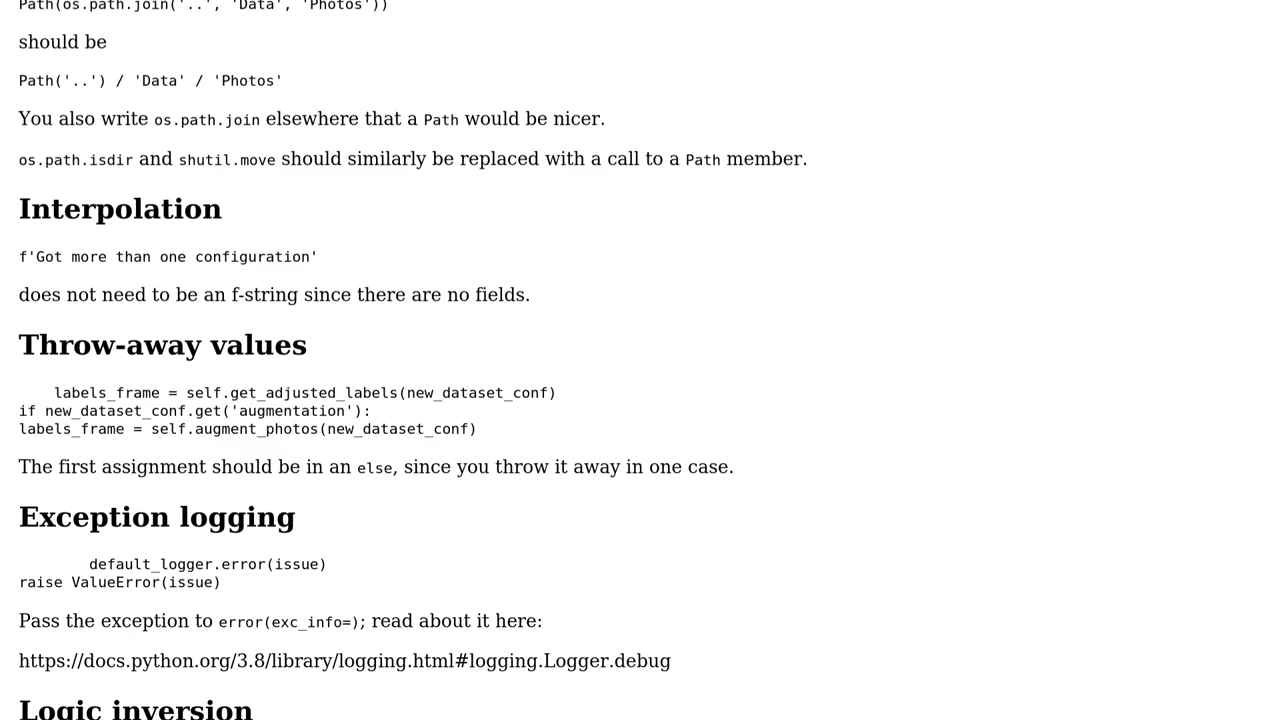 Path(os.path.join('..', 'Data', 'Photos'))
should be
Path('..') / 'Data' / 'Photos'
You also write os.path.join elsewhere that a Path would be nicer.
os.path.isdir and shutil.move should similarly be replaced with a call to a Path member.
Interpolation
f'Got more than one configuration'
does not need to be an f-string since there are no fields.
Throw-away values
    labels_frame = self.get_adjusted_labels(new_dataset_conf)
if new_dataset_conf.get('augmentation'):
labels_frame = self.augment_photos(new_dataset_conf)
The first assignment should be in an else, since you throw it away in one case.
Exception logging
        default_logger.error(issue)
raise ValueError(issue)
Pass the exception to error(exc_info=); read about it here:
https://docs.python.org/3.8/library/logging.html#logging.Logger.debug
Logic inversion